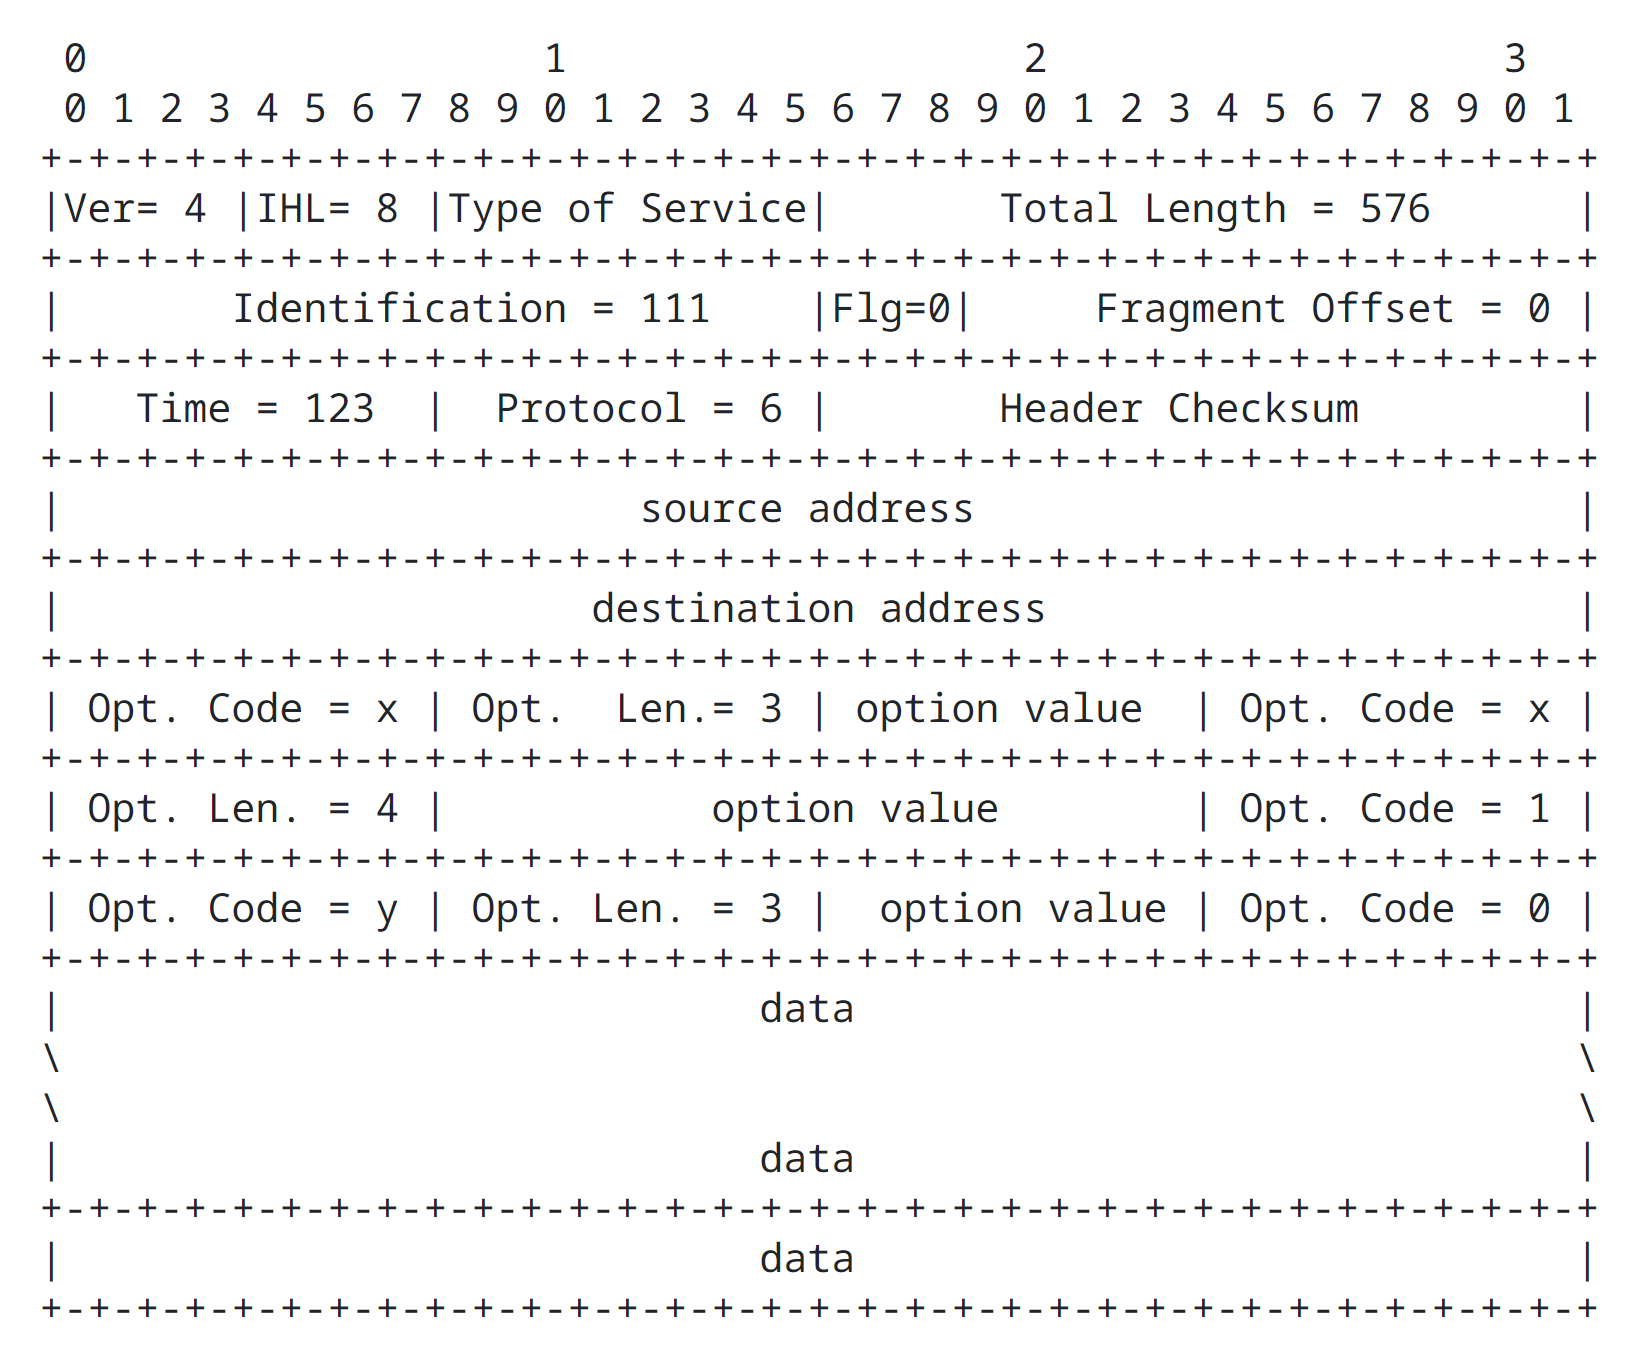 0                   1                   2                   3
 0 1 2 3 4 5 6 7 8 9 0 1 2 3 4 5 6 7 8 9 0 1 2 3 4 5 6 7 8 9 0 1
+-+-+-+-+-+-+-+-+-+-+-+-+-+-+-+-+-+-+-+-+-+-+-+-+-+-+-+-+-+-+-+-+
|Ver= 4 |IHL= 8 |Type of Service|       Total Length = 576      |
+-+-+-+-+-+-+-+-+-+-+-+-+-+-+-+-+-+-+-+-+-+-+-+-+-+-+-+-+-+-+-+-+
|       Identification = 111    |Flg=0|     Fragment Offset = 0 |
+-+-+-+-+-+-+-+-+-+-+-+-+-+-+-+-+-+-+-+-+-+-+-+-+-+-+-+-+-+-+-+-+
|   Time = 123  |  Protocol = 6 |       Header Checksum         |
+-+-+-+-+-+-+-+-+-+-+-+-+-+-+-+-+-+-+-+-+-+-+-+-+-+-+-+-+-+-+-+-+
|                        source address                         |
+-+-+-+-+-+-+-+-+-+-+-+-+-+-+-+-+-+-+-+-+-+-+-+-+-+-+-+-+-+-+-+-+
|                      destination address                      |
+-+-+-+-+-+-+-+-+-+-+-+-+-+-+-+-+-+-+-+-+-+-+-+-+-+-+-+-+-+-+-+-+
| Opt. Code = x | Opt.  Len.= 3 | option value  | Opt. Code = x |
+-+-+-+-+-+-+-+-+-+-+-+-+-+-+-+-+-+-+-+-+-+-+-+-+-+-+-+-+-+-+-+-+
| Opt. Len. = 4 |           option value        | Opt. Code = 1 |
+-+-+-+-+-+-+-+-+-+-+-+-+-+-+-+-+-+-+-+-+-+-+-+-+-+-+-+-+-+-+-+-+
| Opt. Code = y | Opt. Len. = 3 |  option value | Opt. Code = 0 |
+-+-+-+-+-+-+-+-+-+-+-+-+-+-+-+-+-+-+-+-+-+-+-+-+-+-+-+-+-+-+-+-+
|                             data                              |
\                                                               \
\                                                               \
|                             data                              |
+-+-+-+-+-+-+-+-+-+-+-+-+-+-+-+-+-+-+-+-+-+-+-+-+-+-+-+-+-+-+-+-+
|                             data                              |
+-+-+-+-+-+-+-+-+-+-+-+-+-+-+-+-+-+-+-+-+-+-+-+-+-+-+-+-+-+-+-+-+